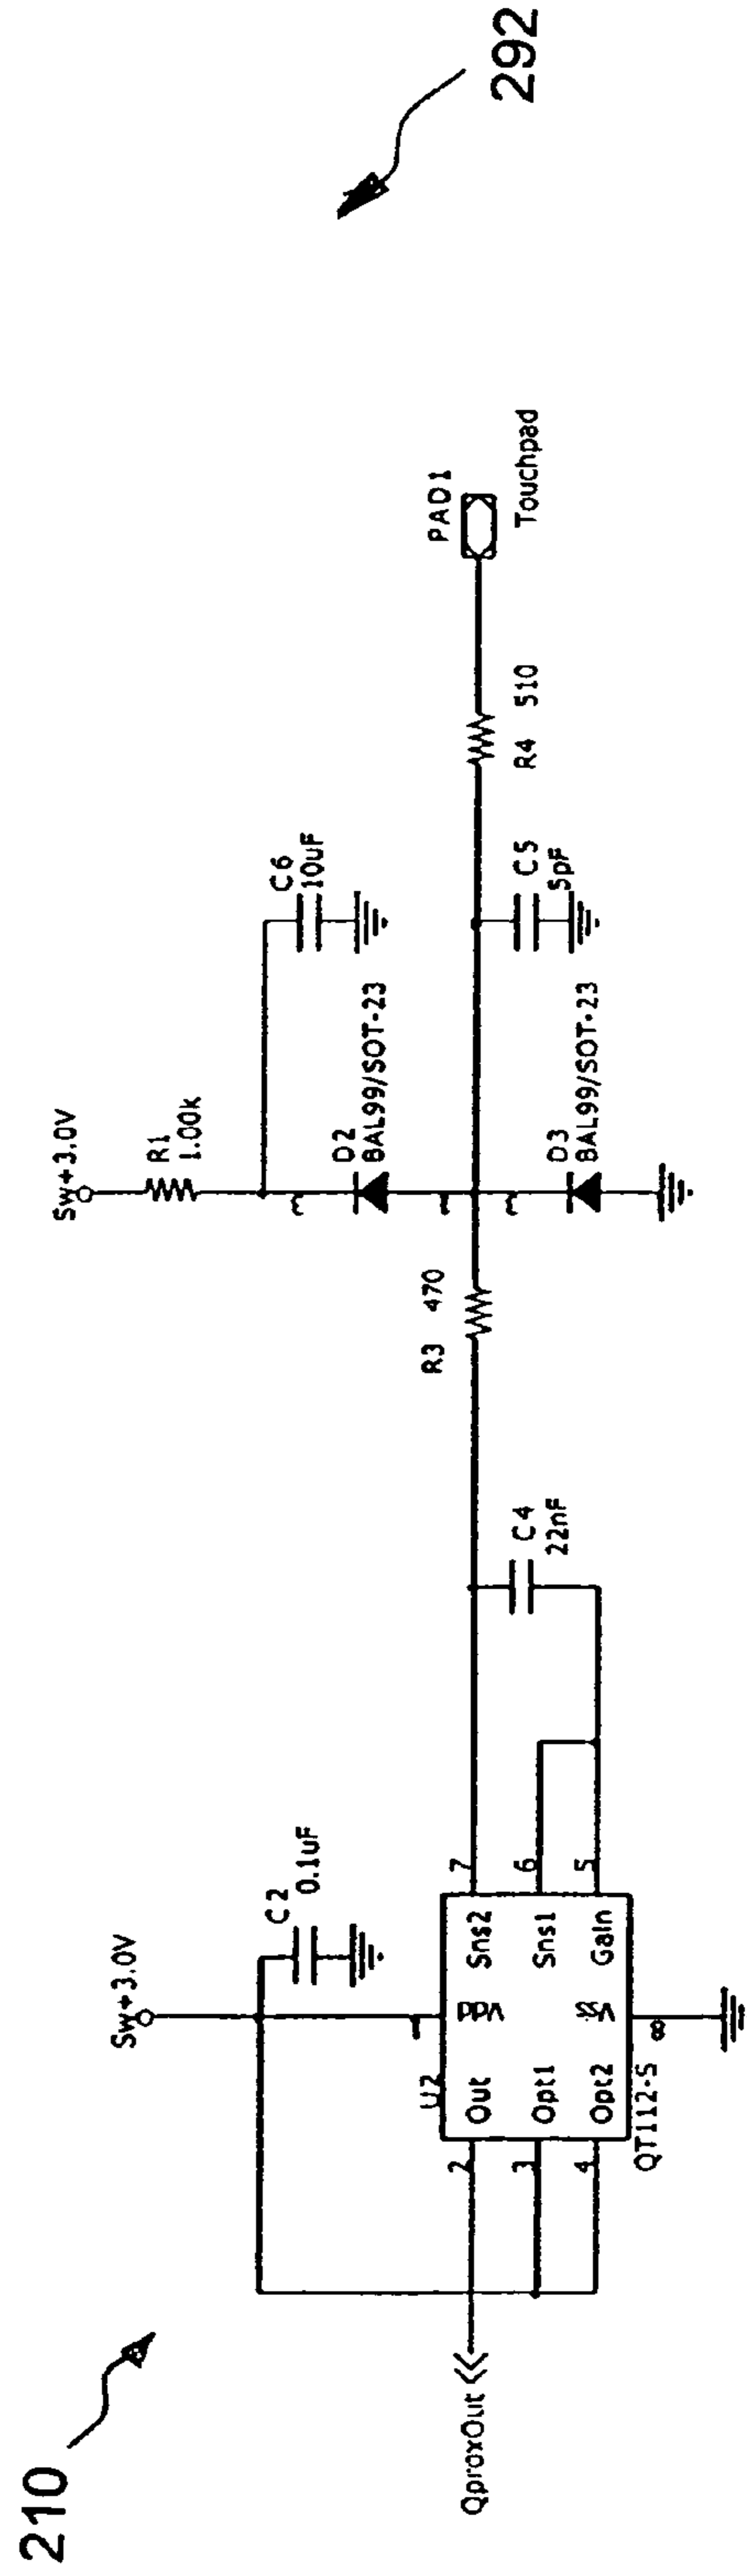 210
292
Sw+3.0V
C2
0.1uF
U2
1
VDD
2
Out
3
Opt1
4
Opt2
7
Sns2
6
Sns1
5
Gain
8
QT112-S
QproxOut
C4
22nF
R3 470
Sw+3.0V
R1
1.00k
C6
10uF
D2
BAL99/SOT-23
D3
BAL99/SOT-23
C5
5pF
R4 510
PAD1
Touchpad